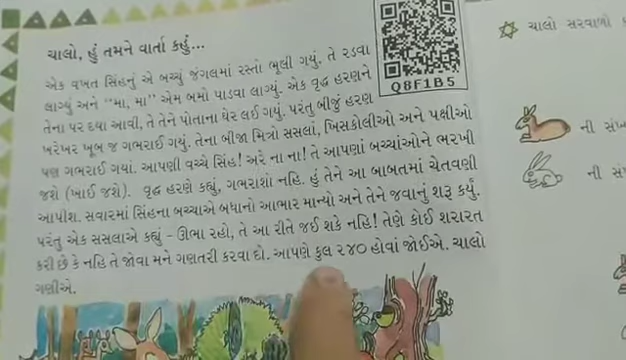 ચાલો, હું તમને વાર્તા કહું...
એક વખત સિંહનું એ બચ્ચું જંગલમાં રસ્તો ભૂલી ગયું. તે રડવા
લાગ્યું અને “મા, મા” એમ બૂમો પાડવા લાગ્યું. એક વૃદ્ધ હરણને
તેના પર દયા આવી, તે તેને પોતાના ઘેર લઈ ગયું. પરંતુ બીજું હરણ
ખરેખર ખૂબ જ ગભરાઈ ગયું. તેના બીજા મિત્રો સસલાં, ખિસકોલીઓ અને પક્ષીઓ
પણ ગભરાઈ ગયાં. આપણી વચ્ચે સિંહ! અરે ના ના! તે આપણાં બચ્ચાંઓને ભરખી
જશે (ખાઈ જશે). વૃદ્ધ હરણે કહ્યું, ગભરાશો નહિ. હું તેને આ બાબતમાં ચેતવણી
આપીશ. સવારમાં સિંહના બચ્ચાએ બધાનો આભાર માન્યો અને તેને જવાનું શરૂ કર્યું.
પરંતુ એક સસલાએ કહ્યું - ઊભા રહો, તે આ રીતે જઈ શકે નહિ! તેણે કોઈ શરારત
કરી છે કે નહિ તે જોવા મને ગણતરી કરવા દો. આપણે કુલ ૨૪૦ હોવાં જોઈએ. ચાલો
ગણીએ.
Q8F1B5
ચાલો સરવાળો
ની સંખ
ની સં